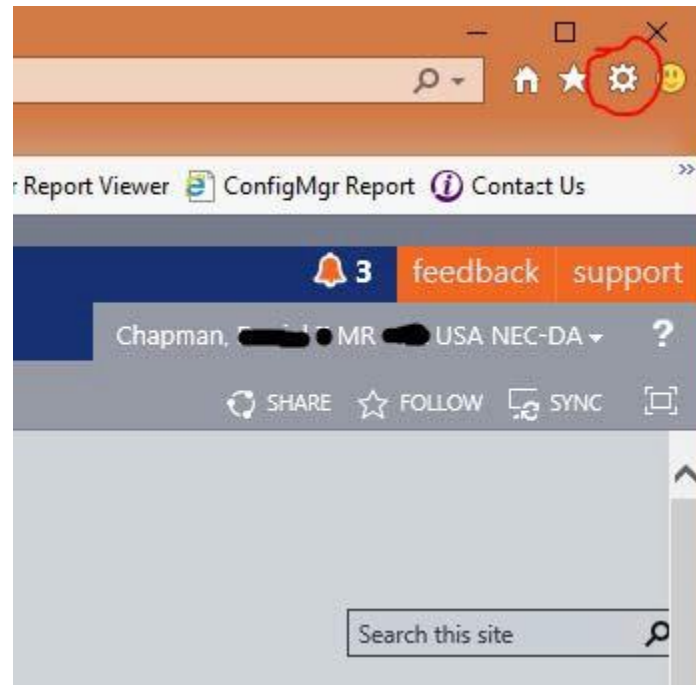 r Report Viewer ConfigMgr Report Contact Us
3 feedback support
Chapman, MR USA NEC-DA ?
SHARE FOLLOW SYNC
Search this site